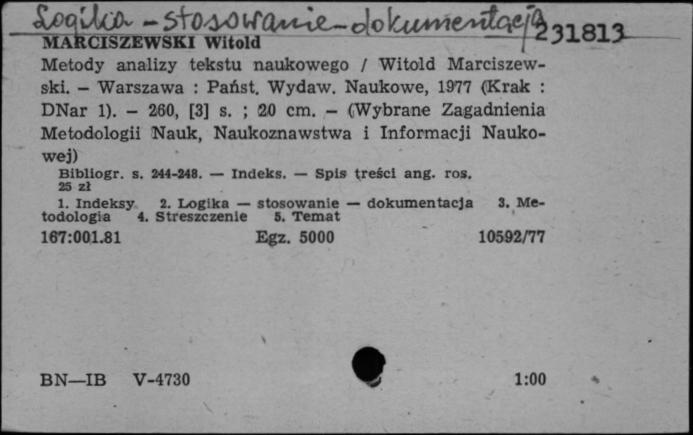 Logika - stosowanie - dokumentacja
231813
MARCISZEWSKI Witold
Metody analizy tekstu naukowego / Witold Marciszew-
ski. — Warszawa : Państ. Wydaw. Naukowe, 1977 (Krak :
DNar 1). — 260, [3] s. ; 20 cm. — (Wybrane Zagadnienia
Metodologii Nauk, Naukoznawstwa i Informacji Nauko-
wej)
Bibliogr. s. 244-248. — Indeks. — Spis treści ang. ros.
25 zł
1. Indeksy. 2. Logika — stosowanie — dokumentacja 3. Me-
todologia 4. Streszczenie 5. Temat
167:001.81 Egz. 5000 10592/77
BN—IB V-4730 1:00